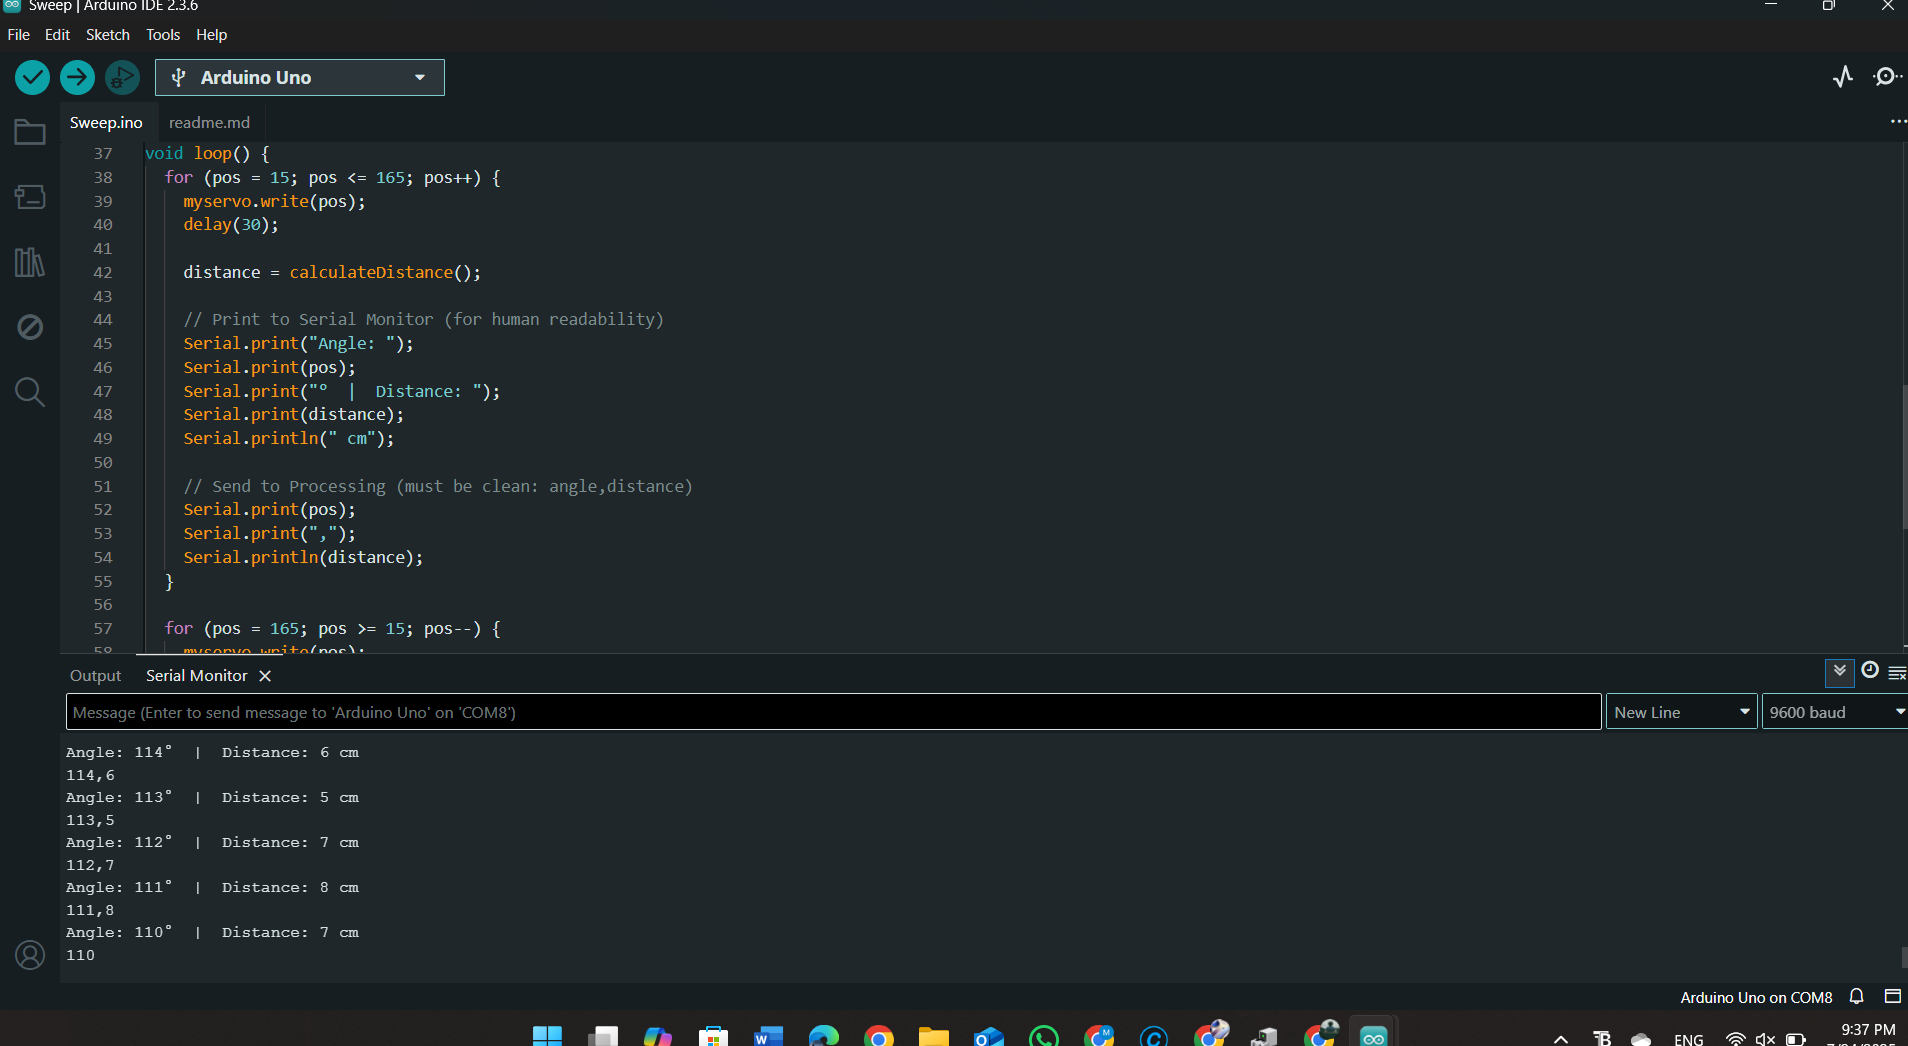 Sweep | Arduino IDE 2.3.6
File Edit Sketch Tools Help
Arduino Uno
Sweep.ino readme.md
37 void loop() {
38 for (pos = 15; pos <= 165; pos++) {
39 myservo.write(pos);
40 delay(30);
41
42 distance = calculateDistance();
43
44 // Print to Serial Monitor (for human readability)
45 Serial.print("Angle: ");
46 Serial.print(pos);
47 Serial.print("° | Distance: ");
48 Serial.print(distance);
49 Serial.println(" cm");
50
51 // Send to Processing (must be clean: angle,distance)
52 Serial.print(pos);
53 Serial.print(",");
54 Serial.println(distance);
55 }
56
57 for (pos = 165; pos >= 15; pos--) {
58 myservo.write(pos);
Output Serial Monitor
Message (Enter to send message to 'Arduino Uno' on 'COM8') New Line 9600 baud
Angle: 114° | Distance: 6 cm
114,6
Angle: 113° | Distance: 5 cm
113,5
Angle: 112° | Distance: 7 cm
112,7
Angle: 111° | Distance: 8 cm
111,8
Angle: 110° | Distance: 7 cm
110
Arduino Uno on COM8
ENG 9:37 PM